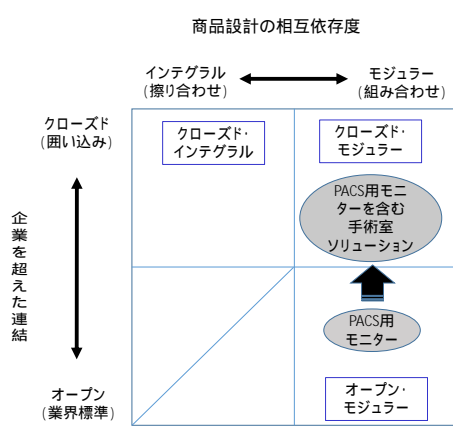 商品設計の相互依存度
インテグラル
(擦り合わせ)
モジュラー
(組み合わせ)
クローズド
(囲い込み)
クローズド・
インテグラル
クローズド・
モジュラー
PACS用モニ
ターを含む
手術室
ソリューション
企業を超えた連結
PACS用
モニター
オープン
(業界標準)
オープン・
モジュラー